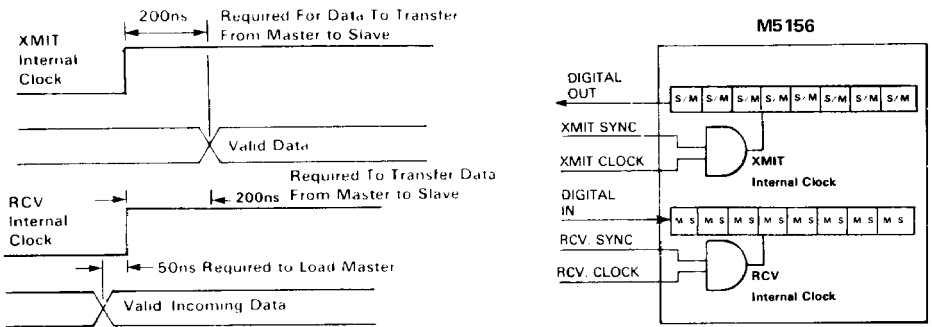 200ns
Required For Data To Transfer
From Master to Slave
XMIT
Internal
Clock
Valid Data
Required To Transfer Data
200ns From Master to Slave
RCV
Internal
Clock
50ns Required to Load Master
Valid Incoming Data
M5156
DIGITAL
OUT
S/M S/M S/M S/M S/M S/M S/M S/M
XMIT SYNC
XMIT CLOCK
XMIT
Internal Clock
DIGITAL
IN
M S M S M S M S M S M S M S M S
RCV. SYNC
RCV. CLOCK
RCV
Internal Clock